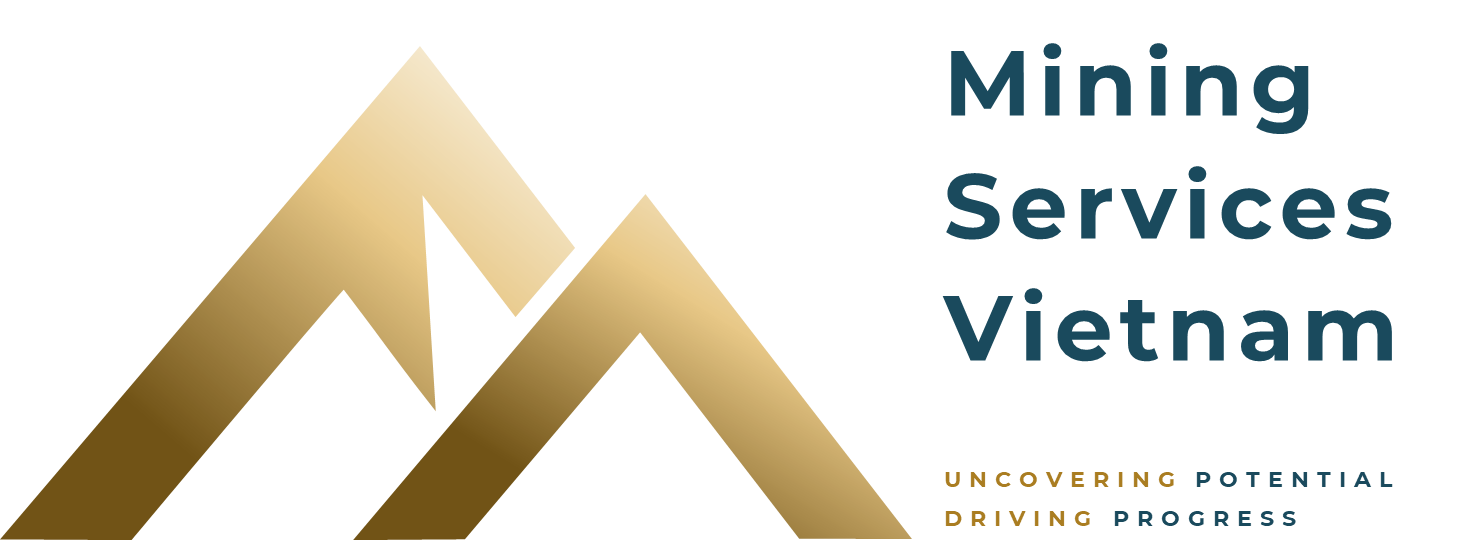 Mining
Services
Vietnam
UNCOVERING POTENTIAL
DRIVING PROGRESS